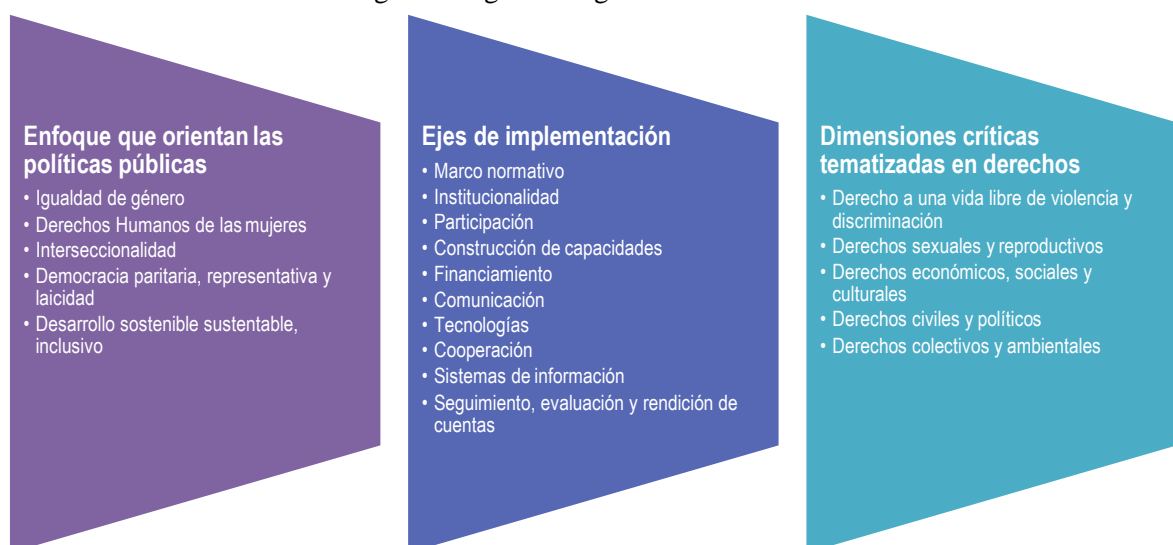 Enfoque que orientan las
políticas públicas
• Igualdad de género
• Derechos Humanos de las mujeres
• Interseccionalidad
• Democracia paritaria, representativa y
laicidad
• Desarrollo sostenible sustentable,
inclusivo
Ejes de implementación
• Marco normativo
• Institucionalidad
• Participación
• Construcción de capacidades
• Financiamiento
• Comunicación
• Tecnologías
• Cooperación
• Sistemas de información
• Seguimiento, evaluación y rendición de
cuentas
Dimensiones críticas
tematizadas en derechos
• Derecho a una vida libre de violencia y
discriminación
• Derechos sexuales y reproductivos
• Derechos económicos, sociales y
culturales
• Derechos civiles y políticos
• Derechos colectivos y ambientales